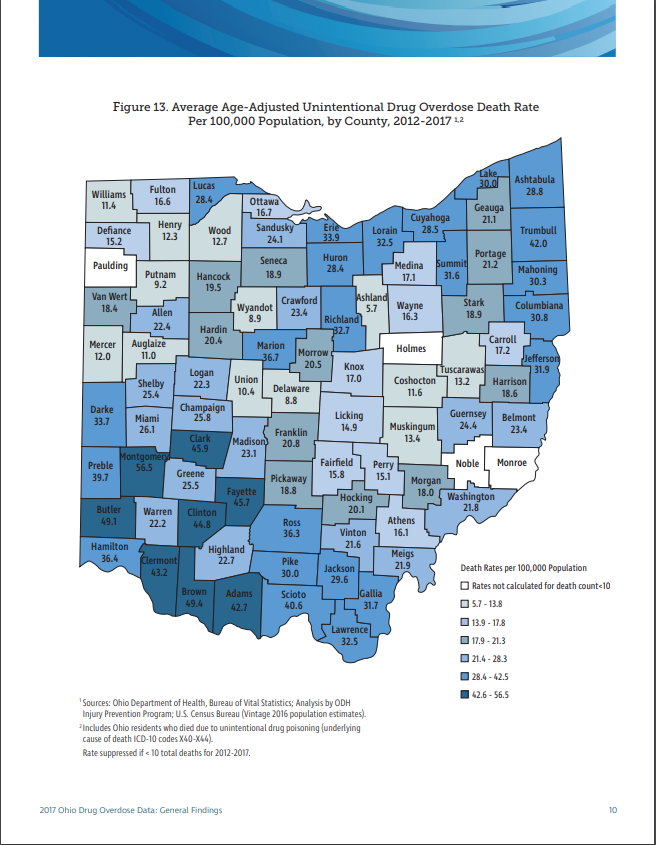 Figure 13. Average Age-Adjusted Unintentional Drug Overdose Death Rate
Per 100,000 Population, by County, 2012-2017 1,2
Williams
11.4
Fulton
16.6
Lucas
28.4
Ottawa
16.7
Lake
30.0
Ashtabula
28.8
Geauga
21.1
Defiance
15.2
Henry
12.3
Wood
12.7
Sandusky
24.1
Erie
33.9
Lorain
32.5
Cuyahoga
28.5
Trumbull
42.0
Paulding
Putnam
9.2
Hancock
19.5
Seneca
18.9
Huron
28.4
Medina
17.1
Summit
31.6
Portage
21.2
Mahoning
30.3
Van Wert
18.4
Allen
22.4
Wyandot
8.9
Crawford
23.4
Richland
32.7
Ashland
5.7
Wayne
16.3
Stark
18.9
Columbiana
30.8
Mercer
12.0
Auglaize
11.0
Hardin
20.4
Marion
36.7
Morrow
20.5
Knox
17.0
Holmes
Tuscarawas
13.2
Carroll
17.2
Jefferson
31.9
Harrison
18.6
Shelby
25.4
Logan
22.3
Union
10.4
Delaware
8.8
Coshocton
11.6
Darke
33.7
Miami
26.1
Champaign
25.8
Licking
14.9
Muskingum
13.4
Guernsey
24.4
Belmont
23.4
Clark
45.9
Madison
23.1
Franklin
20.8
Preble
39.7
Montgomery
56.5
Greene
25.5
Fairfield
15.8
Perry
15.1
Noble
Monroe
Fayette
45.7
Pickaway
18.8
Hocking
20.1
Morgan
18.0
Washington
21.8
Butler
49.1
Warren
22.2
Clinton
44.8
Ross
36.3
Vinton
21.6
Athens
16.1
Hamilton
36.4
Clermont
43.2
Highland
22.7
Pike
30.0
Jackson
29.6
Meigs
21.9
Brown
49.4
Adams
42.7
Scioto
40.6
Gallia
31.7
Lawrence
32.5
Death Rates per 100,000 Population
Rates not calculated for death count<10
5.7 - 13.8
13.9 - 17.8
17.9 - 21.3
21.4 - 28.3
28.4 - 42.5
42.6 - 56.5
1 Sources: Ohio Department of Health, Bureau of Vital Statistics; Analysis by ODH
Injury Prevention Program; U.S. Census Bureau (Vintage 2016 population estimates).
2 Includes Ohio residents who died due to unintentional drug poisoning (underlying
cause of death ICD-10 codes X40-X44).
Rate suppressed if < 10 total deaths for 2012-2017.
2017 Ohio Drug Overdose Data: General Findings
10